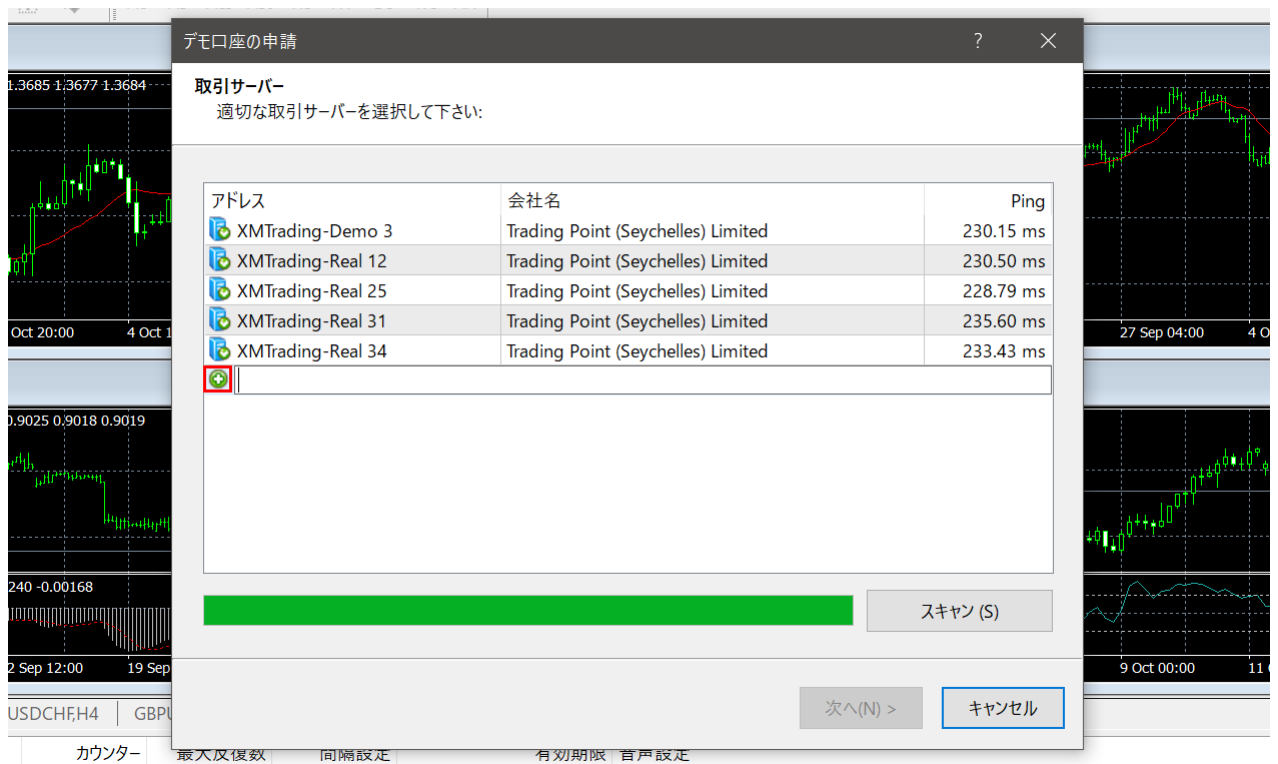 デモ口座の申請 ?
1.3685 1.3677 1.3684
取引サーバー
適切な取引サーバーを選択して下さい:
アドレス 会社名 Ping
XMTrading-Demo 3 Trading Point (Seychelles) Limited 230.15 ms
XMTrading-Real 12 Trading Point (Seychelles) Limited 230.50 ms
XMTrading-Real 25 Trading Point (Seychelles) Limited 228.79 ms
XMTrading-Real 31 Trading Point (Seychelles) Limited 235.60 ms
Oct 20:00 4 Oct 1 27 Sep 04:00 4 O
XMTrading-Real 34 Trading Point (Seychelles) Limited 233.43 ms
0.9025 0.9018 0.9019
240 -0.00168
スキャン (S)
2 Sep 12:00 19 Sep 9 Oct 00:00 11
USDCHF,H4 GBPU 次へ(N) > キャンセル
カウンター 最大反復数 間隔設定 有効期限 音声設定